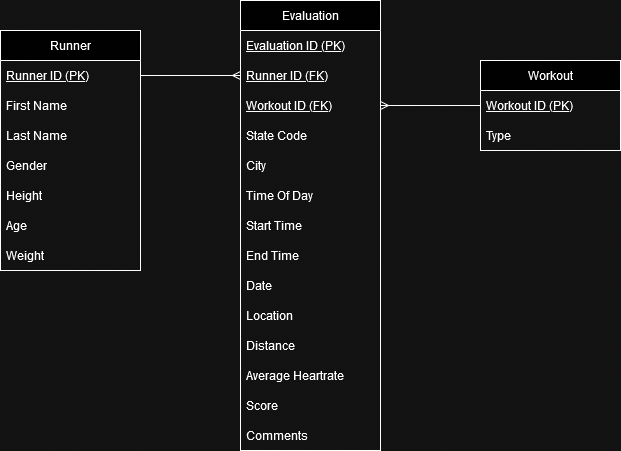 Runner
Runner ID (PK)
First Name
Last Name
Gender
Height
Age
Weight
Evaluation
Evaluation ID (PK)
Runner ID (FK)
Workout ID (FK)
State Code
City
Time Of Day
Start Time
End Time
Date
Location
Distance
Average Heartrate
Score
Comments
Workout
Workout ID (PK)
Type